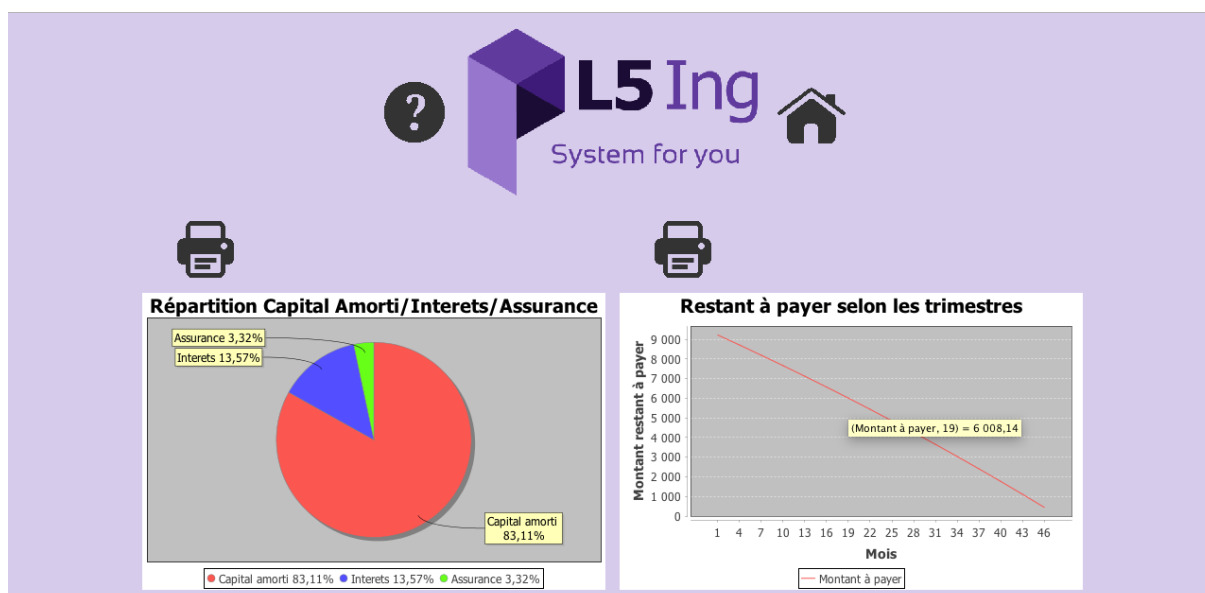 ?
L5 Ing
System for you
Répartition Capital Amorti/Interets/Assurance
Assurance 3,32%
Interets 13,57%
Capital amorti
83,11%
Capital amorti 83,11% Interets 13,57% Assurance 3,32%
Restant à payer selon les trimestres
Montant restant à payer
9 000
8 000
7 000
6 000
5 000
4 000
3 000
2 000
1 000
0
(Montant à payer, 19) = 6 008,14
1 4 7 10 13 16 19 22 25 28 31 34 37 40 43 46
Mois
Montant à payer